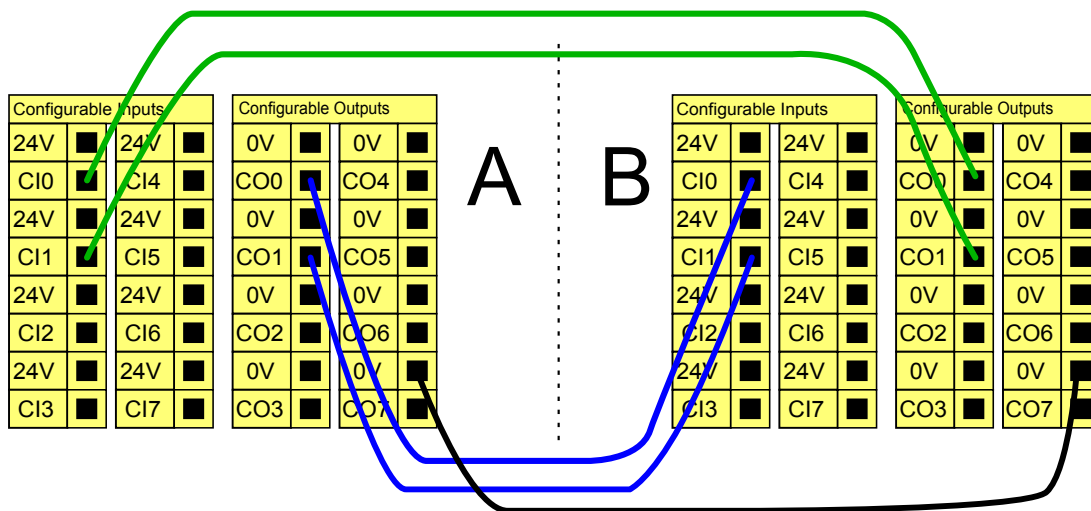 Configurable Inputs
24V 24V
CI0 CI4
24V 24V
CI1 CI5
24V 24V
CI2 CI6
24V 24V
CI3 CI7
Configurable Outputs
0V 0V
CO0 CO4
0V 0V
CO1 CO5
0V 0V
CO2 CO6
0V 0V
CO3 CO7
A
B
Configurable Inputs
24V 24V
CI0 CI4
24V 24V
CI1 CI5
24V 24V
CI2 CI6
24V 24V
CI3 CI7
Configurable Outputs
0V 0V
CO0 CO4
0V 0V
CO1 CO5
0V 0V
CO2 CO6
0V 0V
CO3 CO7